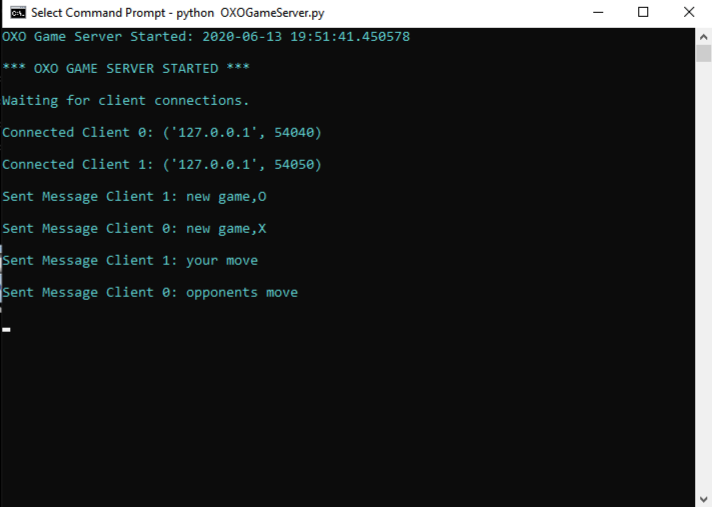 Select Command Prompt - python  OXOGameServer.py
OXO Game Server Started: 2020-06-13 19:51:41.450578
*** OXO GAME SERVER STARTED ***
Waiting for client connections.
Connected Client 0: ('127.0.0.1', 54040)
Connected Client 1: ('127.0.0.1', 54050)
Sent Message Client 1: new game,O
Sent Message Client 0: new game,X
Sent Message Client 1: your move
Sent Message Client 0: opponents move